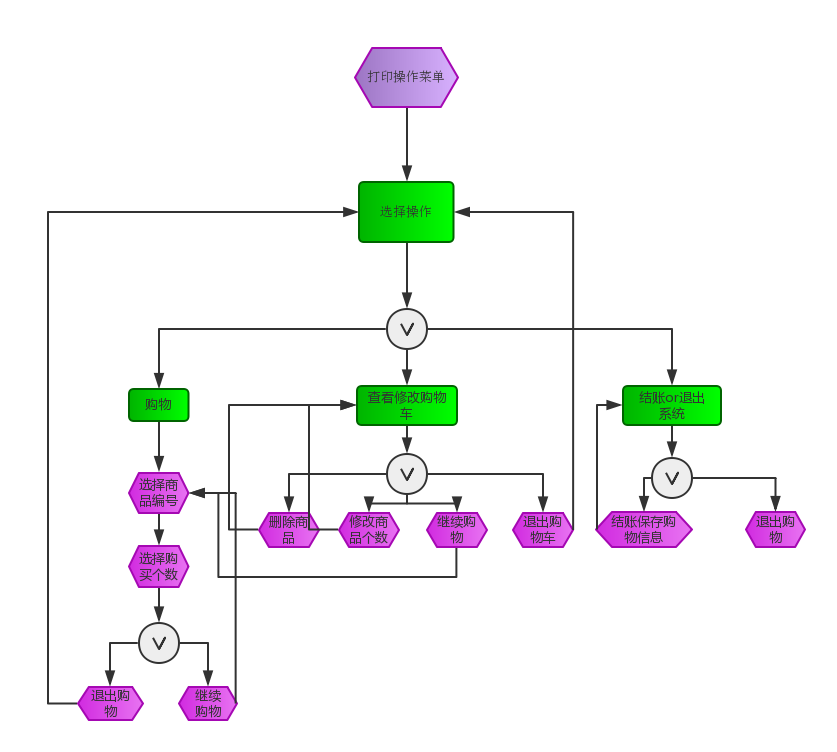 打印操作菜单
选择操作
购物
查看修改购物
车
结账or退出
系统
选择商
品编号
删除商
品
修改商
品个数
继续购
物
退出购
物车
结账保存购
物信息
退出购
物
选择购
买个数
退出购
物
继续
购物